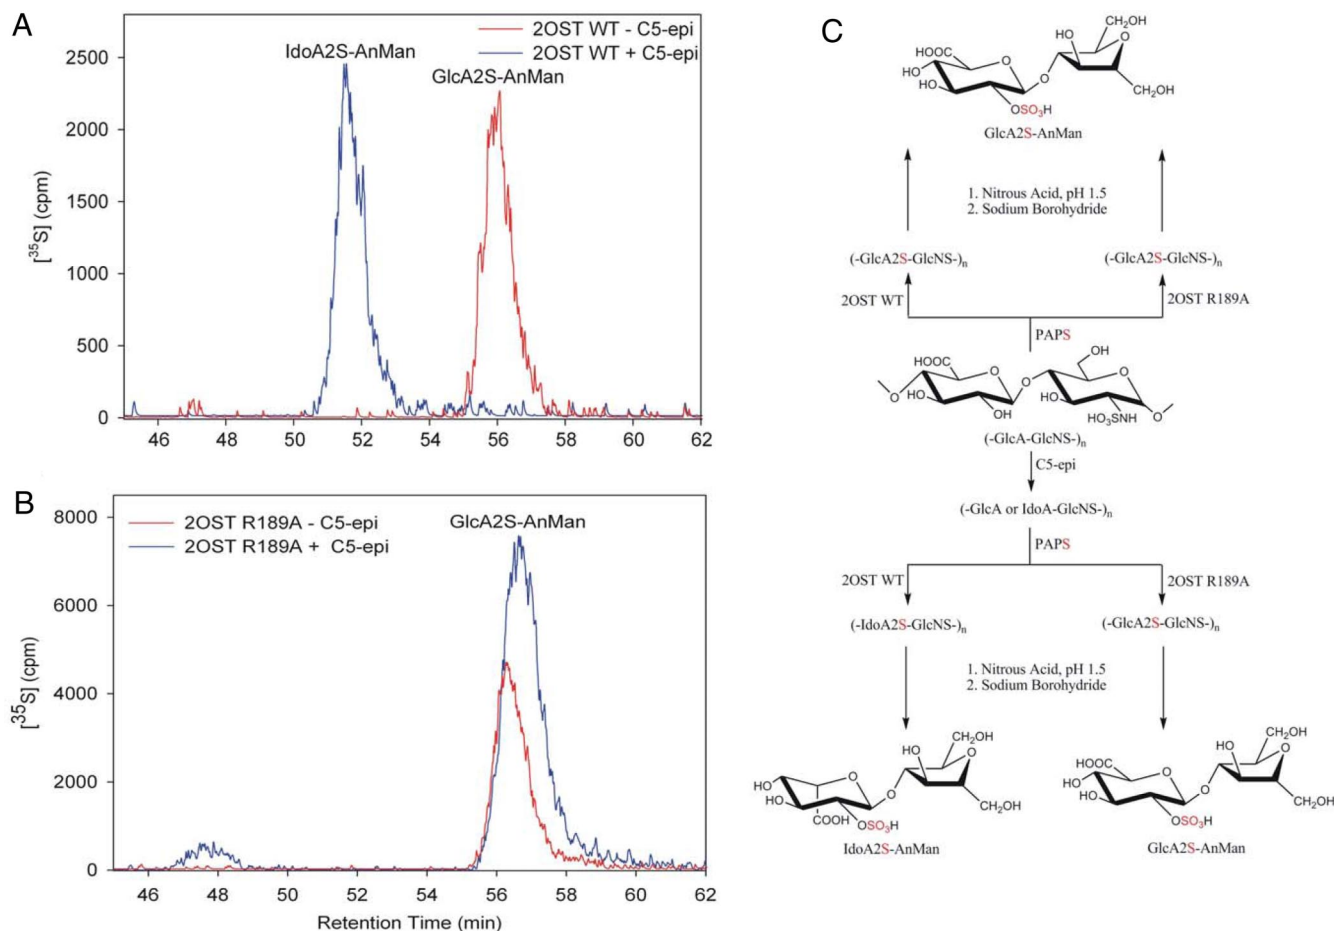 A
2OST WT - C5-epi
2OST WT + C5-epi
IdoA2S-AnMan
GlcA2S-AnMan
2500
2000
1500
1000
500
0
[³⁵S] (cpm)
46 48 50 52 54 56 58 60 62
B
2OST R189A - C5-epi
2OST R189A + C5-epi
GlcA2S-AnMan
8000
6000
4000
2000
0
[³⁵S] (cpm)
46 48 50 52 54 56 58 60 62
Retention Time (min)
C
CH₂OH
HO
O
HOOC
O
O
HO
HO
CH₂OH
OSO₃H
GlcA2S-AnMan
1. Nitrous Acid, pH 1.5
2. Sodium Borohydride
(-GlcA2S-GlcNS-)ₙ
(-GlcA2S-GlcNS-)ₙ
2OST WT
2OST R189A
PAPS
OH
HOOC
O
O
O
O
HO
OH
HO
HO₃SNH
O
(-GlcA-GlcNS-)ₙ
C5-epi
(-GlcA or IdoA-GlcNS-)ₙ
PAPS
2OST WT
2OST R189A
(-IdoA2S-GlcNS-)ₙ
(-GlcA2S-GlcNS-)ₙ
1. Nitrous Acid, pH 1.5
2. Sodium Borohydride
CH₂OH
HO
O
HO
O
O
HO
CH₂OH
COOH
OSO₃H
IdoA2S-AnMan
CH₂OH
HO
O
HOOC
O
O
HO
HO
CH₂OH
OSO₃H
GlcA2S-AnMan